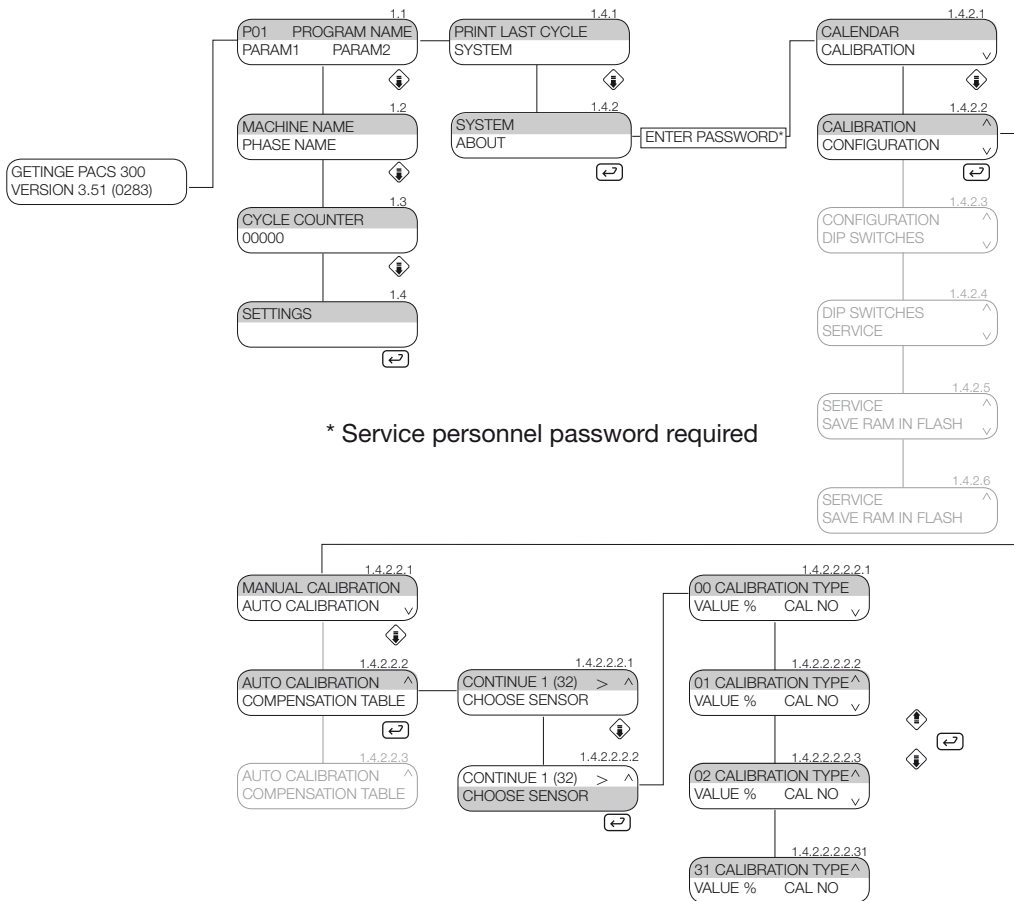 GETINGE PACS 300
VERSION 3.51 (0283)
1.1
P01 PROGRAM NAME
PARAM1 PARAM2
1.2
MACHINE NAME
PHASE NAME
1.3
CYCLE COUNTER
00000
1.4
SETTINGS
1.4.1
PRINT LAST CYCLE
SYSTEM
1.4.2
SYSTEM
ABOUT
ENTER PASSWORD*
1.4.2.1
CALENDAR
CALIBRATION
1.4.2.2
CALIBRATION
CONFIGURATION
1.4.2.3
CONFIGURATION
DIP SWITCHES
1.4.2.4
DIP SWITCHES
SERVICE
1.4.2.5
SERVICE
SAVE RAM IN FLASH
1.4.2.6
SERVICE
SAVE RAM IN FLASH
* Service personnel password required
1.4.2.2.1
MANUAL CALIBRATION
AUTO CALIBRATION
1.4.2.2.2
AUTO CALIBRATION
COMPENSATION TABLE
1.4.2.2.3
AUTO CALIBRATION
COMPENSATION TABLE
1.4.2.2.2.1
CONTINUE 1 (32) >
CHOOSE SENSOR
1.4.2.2.2.2
CONTINUE 1 (32) >
CHOOSE SENSOR
1.4.2.2.2.2.1
00 CALIBRATION TYPE
VALUE % CAL NO
1.4.2.2.2.2.2
01 CALIBRATION TYPE
VALUE % CAL NO
1.4.2.2.2.2.3
02 CALIBRATION TYPE
VALUE % CAL NO
1.4.2.2.2.2.31
31 CALIBRATION TYPE
VALUE % CAL NO